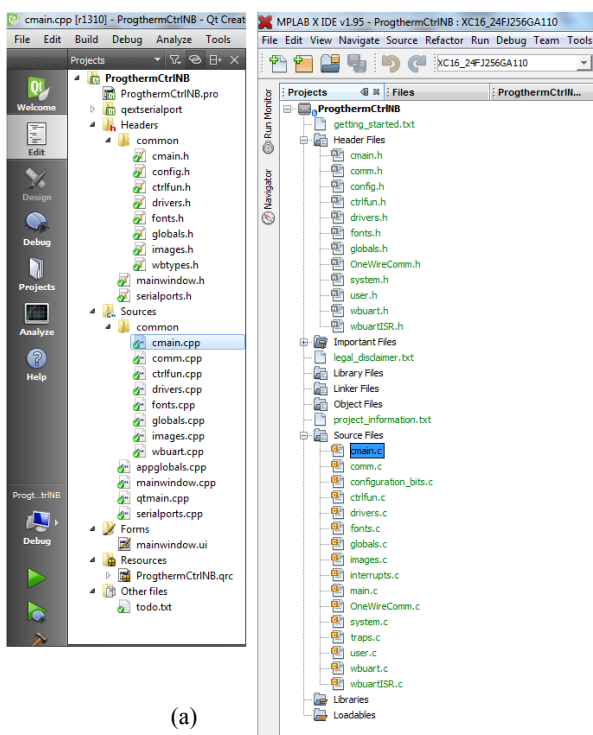 cmain.cpp [r1310] - ProgthermCtrlNB - Qt Creat
File Edit Build Debug Analyze Tools
Projects
Welcome
Edit
Design
Debug
Projects
Analyze
Help
Progt...trlNB
Debug
ProgthermCtrlNB
ProgthermCtrlNB.pro
qextserialport
Headers
common
cmain.h
config.h
ctrlfun.h
drivers.h
fonts.h
globals.h
images.h
wbtypes.h
mainwindow.h
serialports.h
Sources
common
cmain.cpp
comm.cpp
ctrlfun.cpp
drivers.cpp
fonts.cpp
globals.cpp
images.cpp
wbuart.cpp
appglobals.cpp
mainwindow.cpp
qtmain.cpp
serialports.cpp
Forms
mainwindow.ui
Resources
ProgthermCtrlNB.qrc
Other files
todo.txt
(a)
MPLAB X IDE v1.95 - ProgthermCtrlNB : XC16_24FJ256GA110
File Edit View Navigate Source Refactor Run Debug Team Tools
XC16_24FJ256GA110
Projects Files ProgthermCtrlN...
Run Monitor
Navigator
ProgthermCtrlNB
getting_started.txt
Header Files
cmain.h
comm.h
config.h
ctrlfun.h
drivers.h
fonts.h
globals.h
OneWireComm.h
system.h
user.h
wbuart.h
wbuartISR.h
Important Files
legal_disclaimer.txt
Library Files
Linker Files
Object Files
project_information.txt
Source Files
cmain.c
comm.c
configuration_bits.c
ctrlfun.c
drivers.c
fonts.c
globals.c
images.c
interrupts.c
main.c
OneWireComm.c
system.c
traps.c
user.c
wbuart.c
wbuartISR.c
Libraries
Loadables